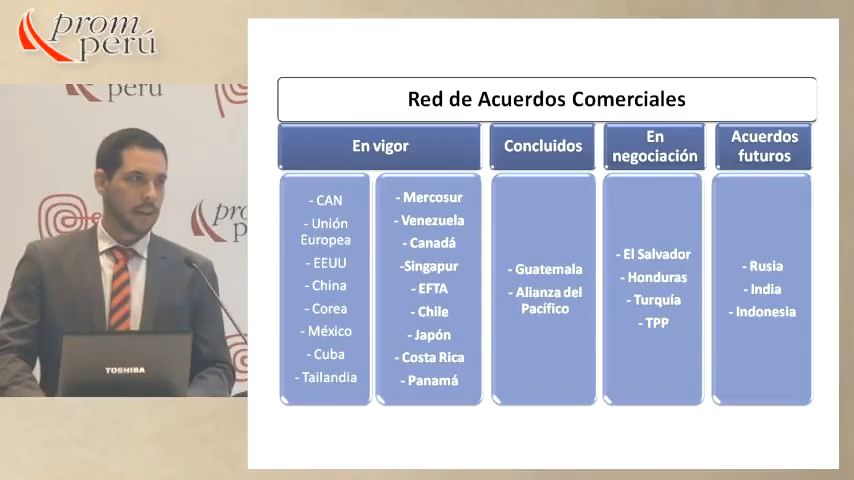 prom
perú
perú
pro
p
TOSHIBA
Red de Acuerdos Comerciales
En vigor
Concluidos
En
negociación
Acuerdos
futuros
- CAN
- Unión
Europea
- EEUU
- China
- Corea
- México
- Cuba
- Tailandia
- Mercosur
- Venezuela
- Canadá
-Singapur
- EFTA
- Chile
- Japón
- Costa Rica
- Panamá
- Guatemala
- Alianza del
Pacífico
- El Salvador
- Honduras
- Turquía
- TPP
- Rusia
- India
- Indonesia